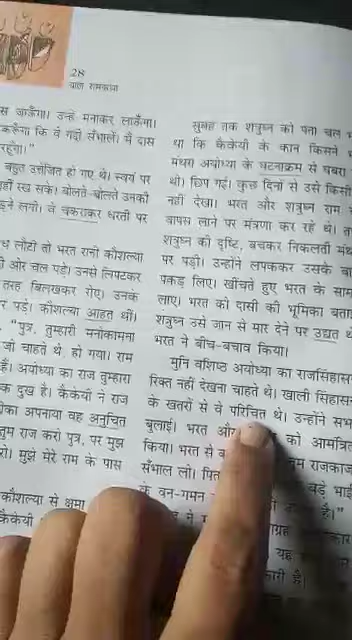 28
बाल रामकथा
स जाऊँगा। उन्हें मनाकर लाऊँगा।
करूँगा कि वे गद्दी सँभालें। मैं दास
रहूँगा।"
बहुत उत्तेजित हो गए थे। स्वयं पर
नहीं रख सके। बोलते-बोलते उनकी
लगी। वे चकराकर धरती पर
लौटी तो भरत रानी कौशल्या
ओर चल पड़े। उनसे लिपटकर
तरह बिलखकर रोए। उनके
पड़े। कौशल्या आहत थीं।
"पुत्र, तुम्हारी मनोकामना
जो चाहते थे, हो गया। राम
हैं। अयोध्या का राज तुम्हारा
क दुख है। कैकेयी ने राज
का अपनाया वह अनुचित
तुम राज करो पुत्र, पर मुझ
रो। मुझे मेरे राम के पास
कौशल्या से क्षमा
कैकेयी
सुबह तक शत्रुघ्न को पता चल
था कि कैकेयी के कान किसने
मंथरा अयोध्या के घटनाक्रम से घबरा
थी। छिप गई। कुछ दिनों से उसे किसी
नहीं देखा। भरत और शत्रुघ्न राम
वापस लाने पर मंत्रणा कर रहे थे।
शत्रुघ्न की दृष्टि, बचकर निकलती
पर पड़ी। उन्होंने लपककर उसके
पकड़ लिए। खींचते हुए भरत के
लाए। भरत को दासी की भूमिका
शत्रुघ्न उसे जान से मार देने पर उद्यत
भरत ने बीच-बचाव किया।
मुनि वशिष्ठ अयोध्या का राजसिंहास
रिक्त नहीं देखना चाहते थे। खाली सिंहासन
के खतरों से वे परिचित थे। उन्होंने सभ
बुलाई। भरत और को आमंत्रित
किया। भरत से राजकाज
सँभाल लो। बड़े भाई
के वन-गमन है।"